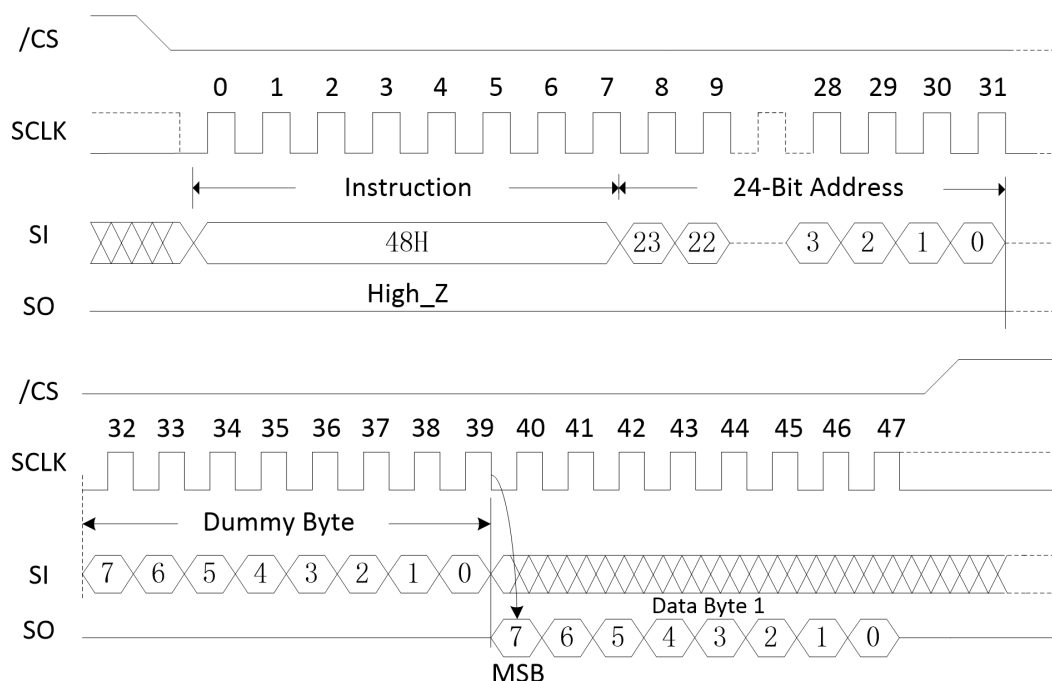 /CS
0 1 2 3 4 5 6 7 8 9 28 29 30 31
SCLK
Instruction 24-Bit Address
SI 48H 23 22 3 2 1 0
High_Z
SO
/CS
32 33 34 35 36 37 38 39 40 41 42 43 44 45 46 47
SCLK
Dummy Byte
SI 7 6 5 4 3 2 1 0
Data Byte 1
SO 7 6 5 4 3 2 1 0
MSB